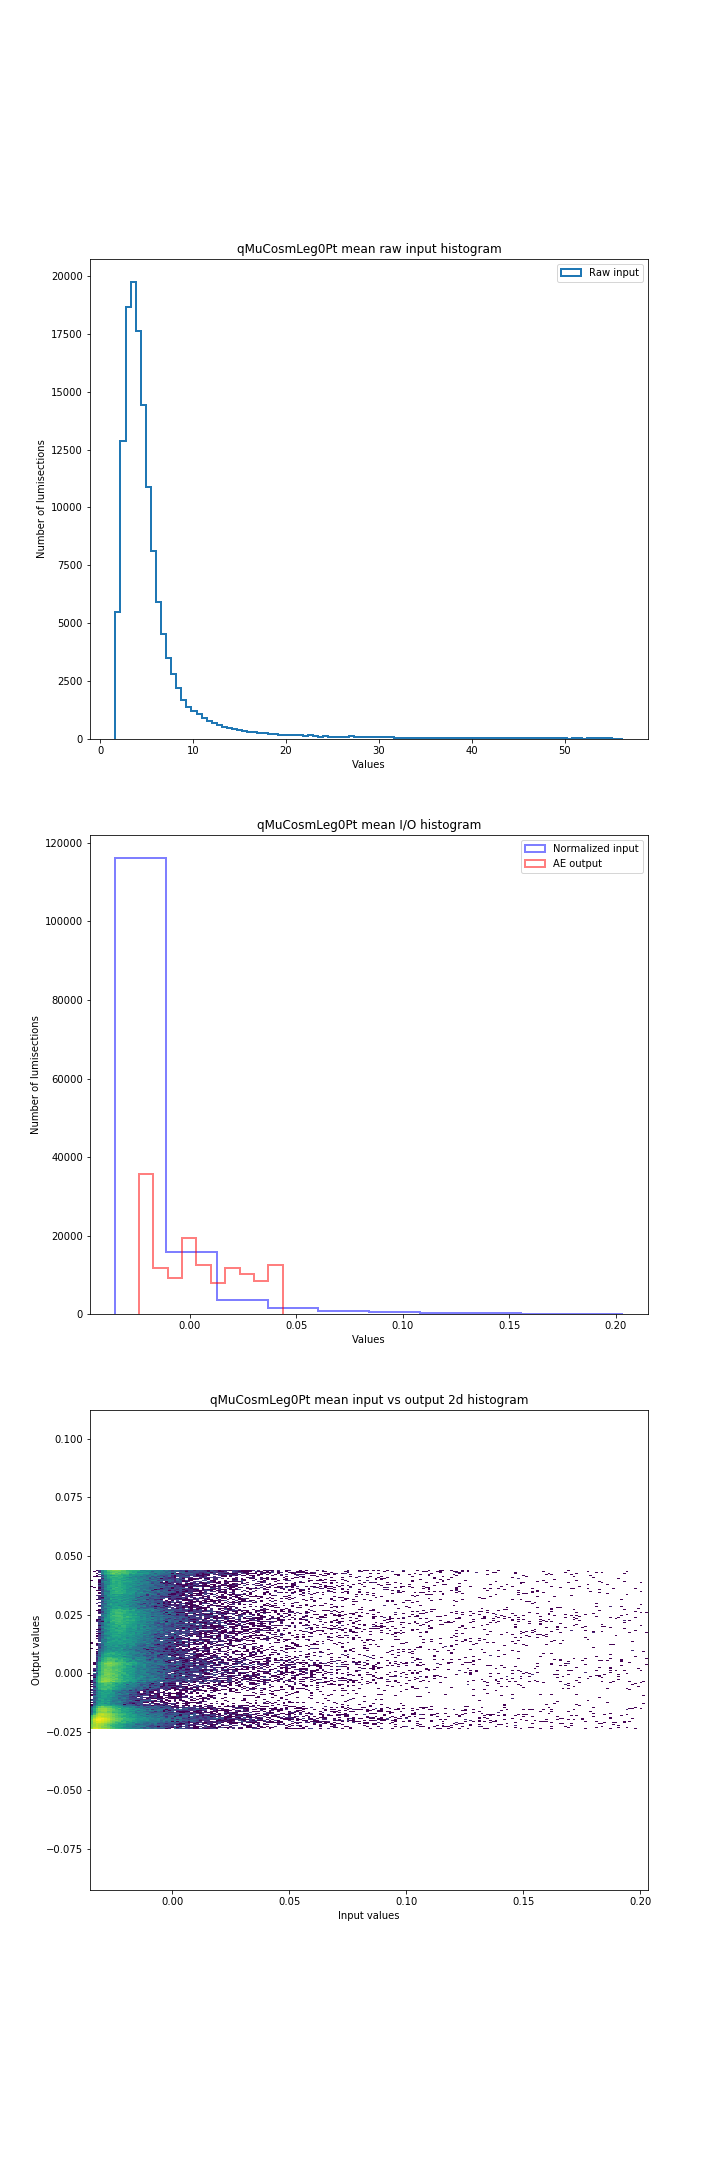 qMuCosmLeg0Pt mean raw input histogram
Raw input
20000
17500
15000
12500
10000
7500
5000
2500
0
Number of lumisections
0 10 20 30 40 50
Values
qMuCosmLeg0Pt mean I/O histogram
Normalized input
AE output
120000
100000
80000
60000
40000
20000
0
Number of lumisections
0.00 0.05 0.10 0.15 0.20
Values
qMuCosmLeg0Pt mean input vs output 2d histogram
0.100
0.075
0.050
0.025
0.000
−0.025
−0.050
−0.075
Output values
0.00 0.05 0.10 0.15 0.20
Input values